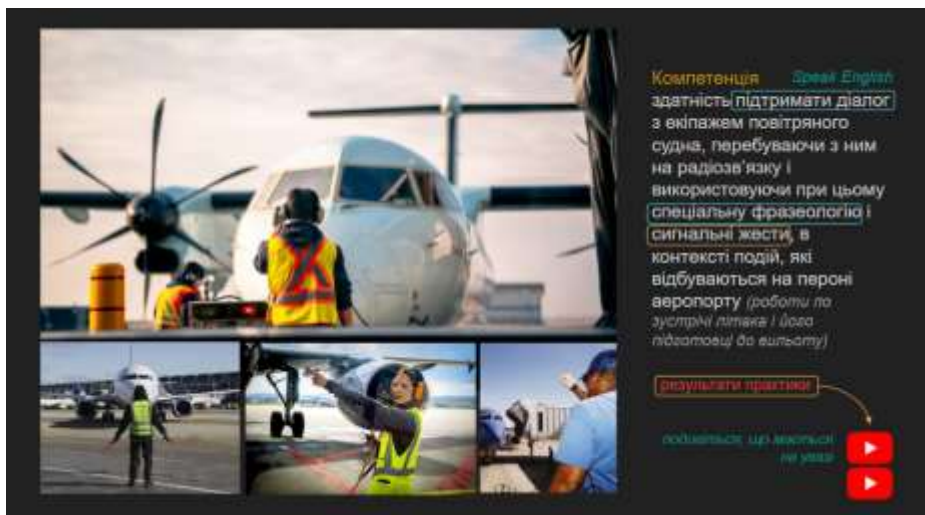 Компетенція Speak English
здатність підтримати діалог
з екіпажем повітряного
судна, перебуваючи з ним
на радіозв'язку і
використовуючи при цьому
спеціальну фразеологію і
сигнальні жести, в
контексті подій, які
відбуваються на пероні
аеропорту (роботи по
зустрічі літака і його
підготовці до вильоту)
результати практики
подивіться, що мається
на увазі